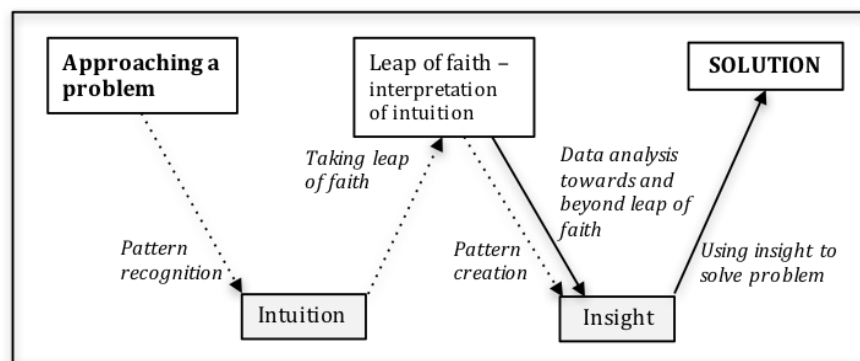 Approaching a
problem
Leap of faith –
interpretation
of intuition
SOLUTION
Taking leap
of faith
Data analysis
towards and
beyond leap of
faith
Pattern
recognition
Pattern
creation
Using insight to
solve problem
Intuition
Insight